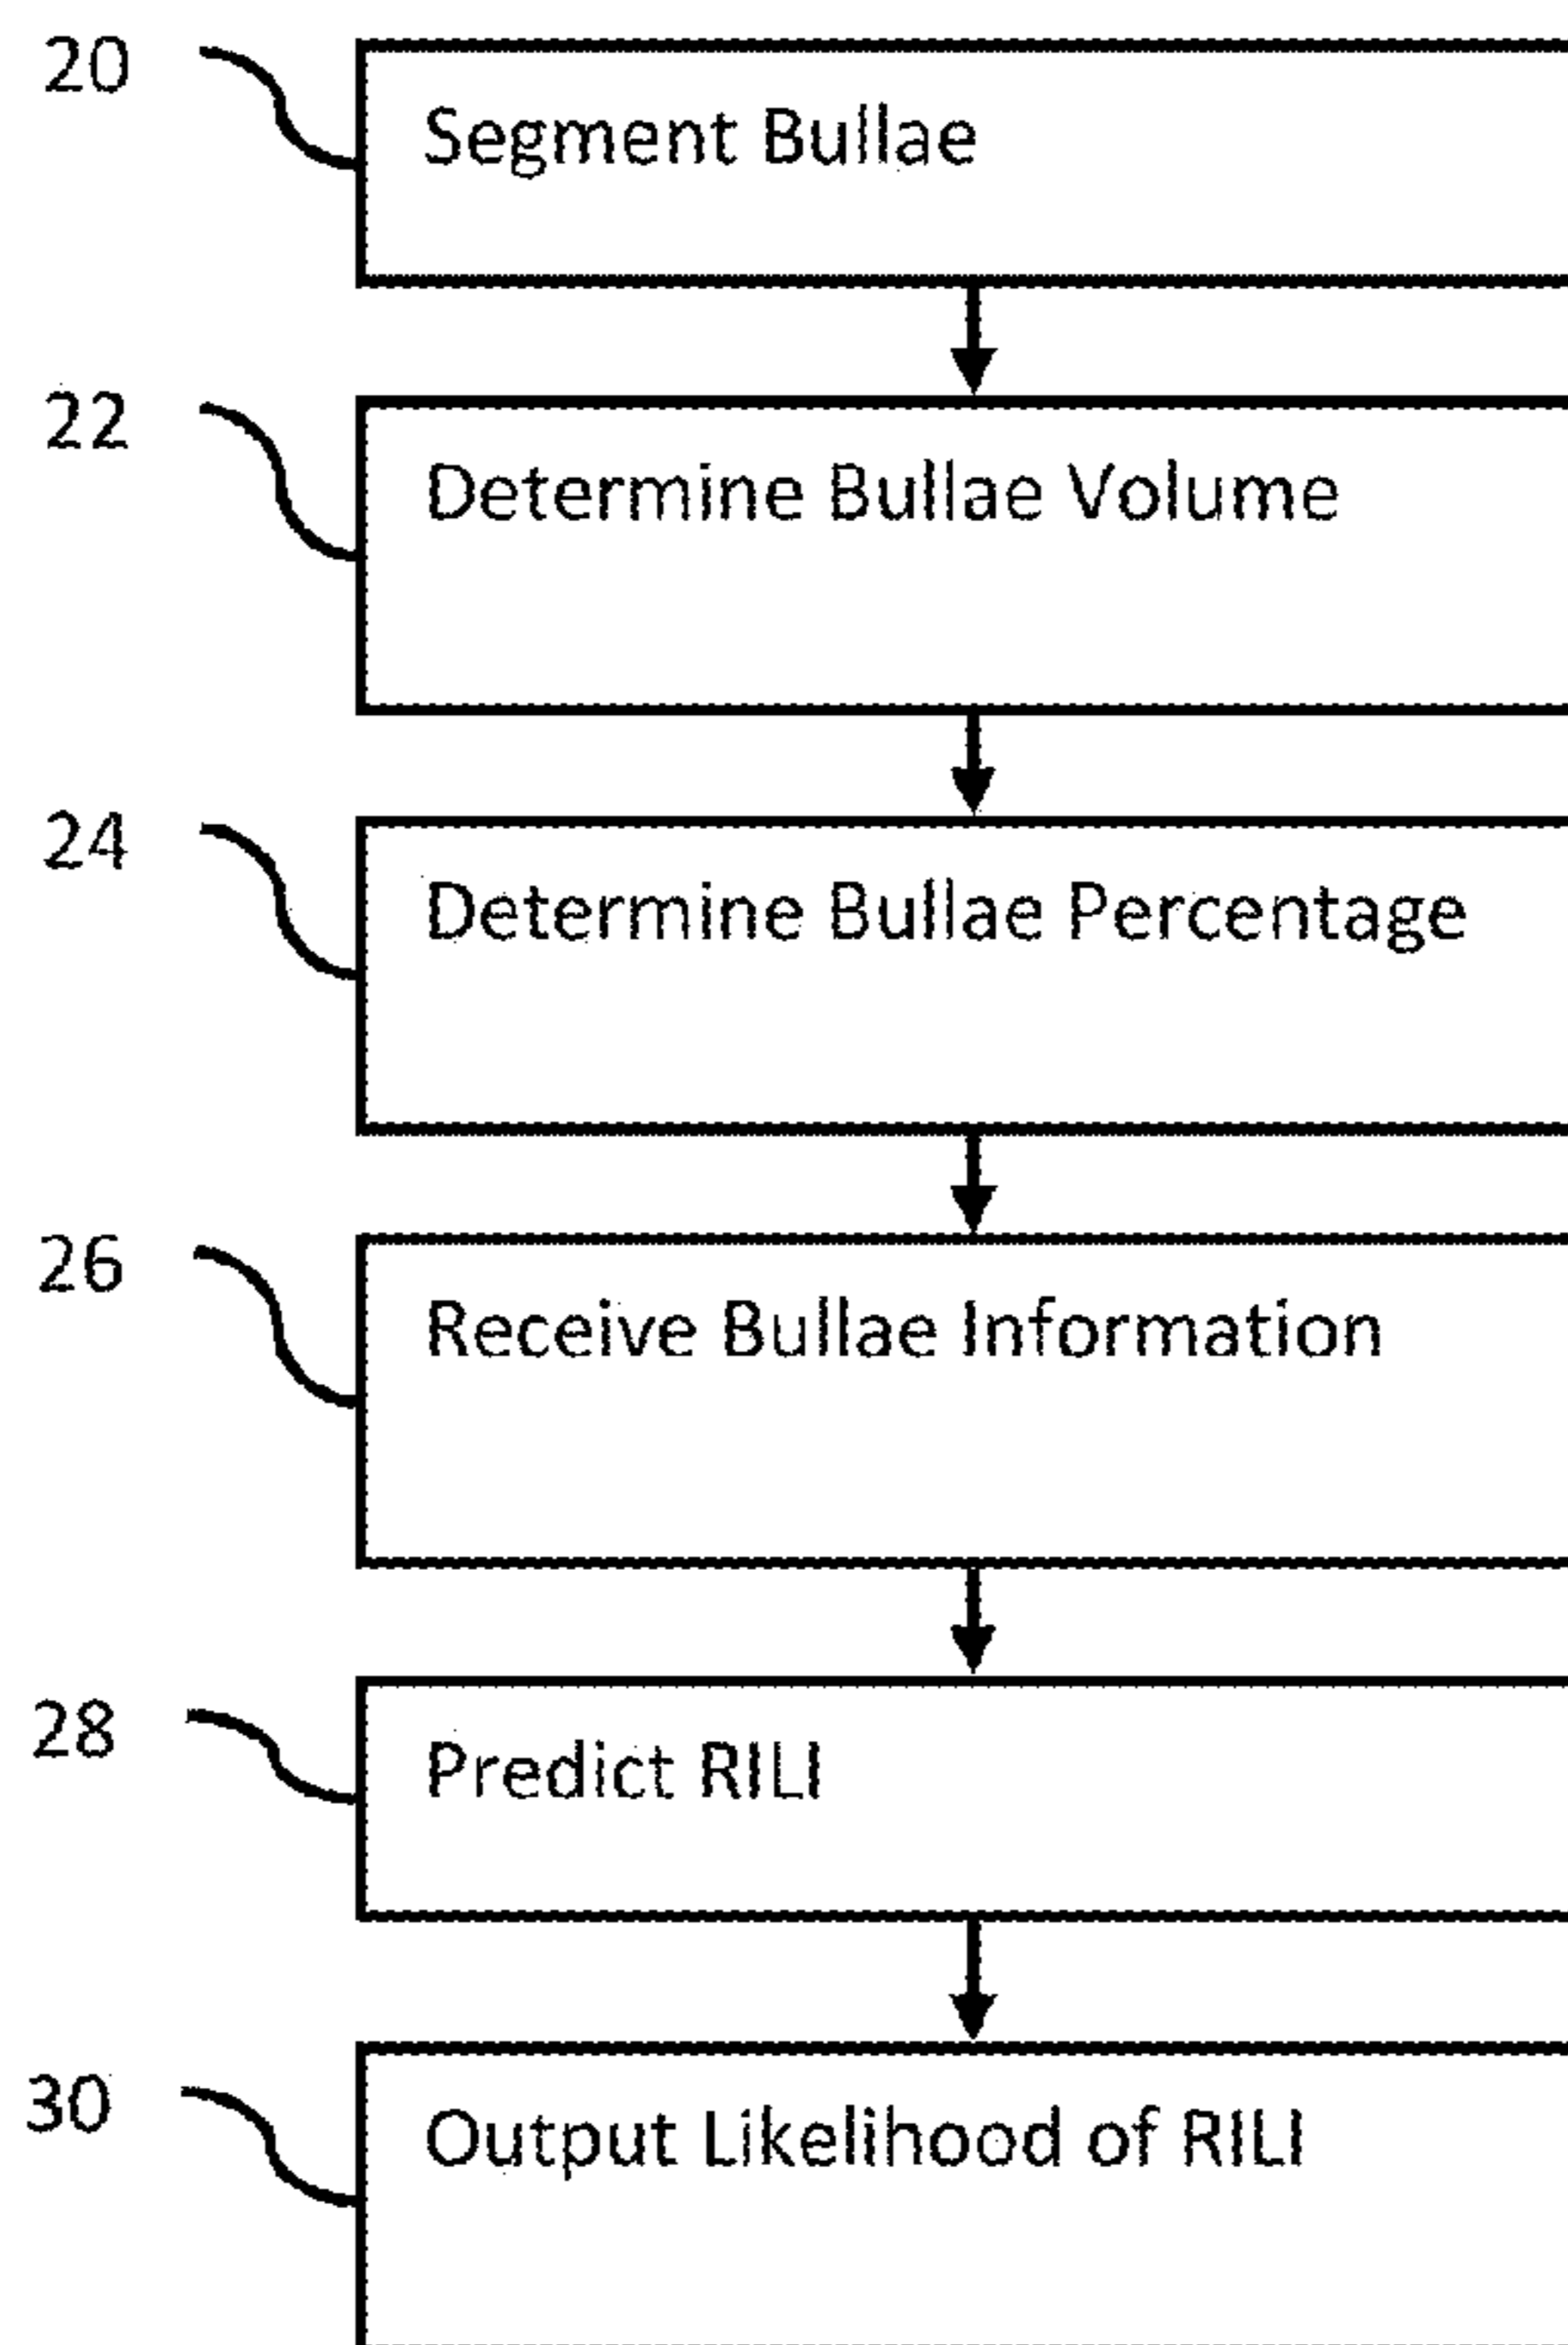 20
Segment Bullae
22
Determine Bullae Volume
24
Determine Bullae Percentage
26
Receive Bullae Information
28
Predict RILI
30
Output Likelihood of RILI